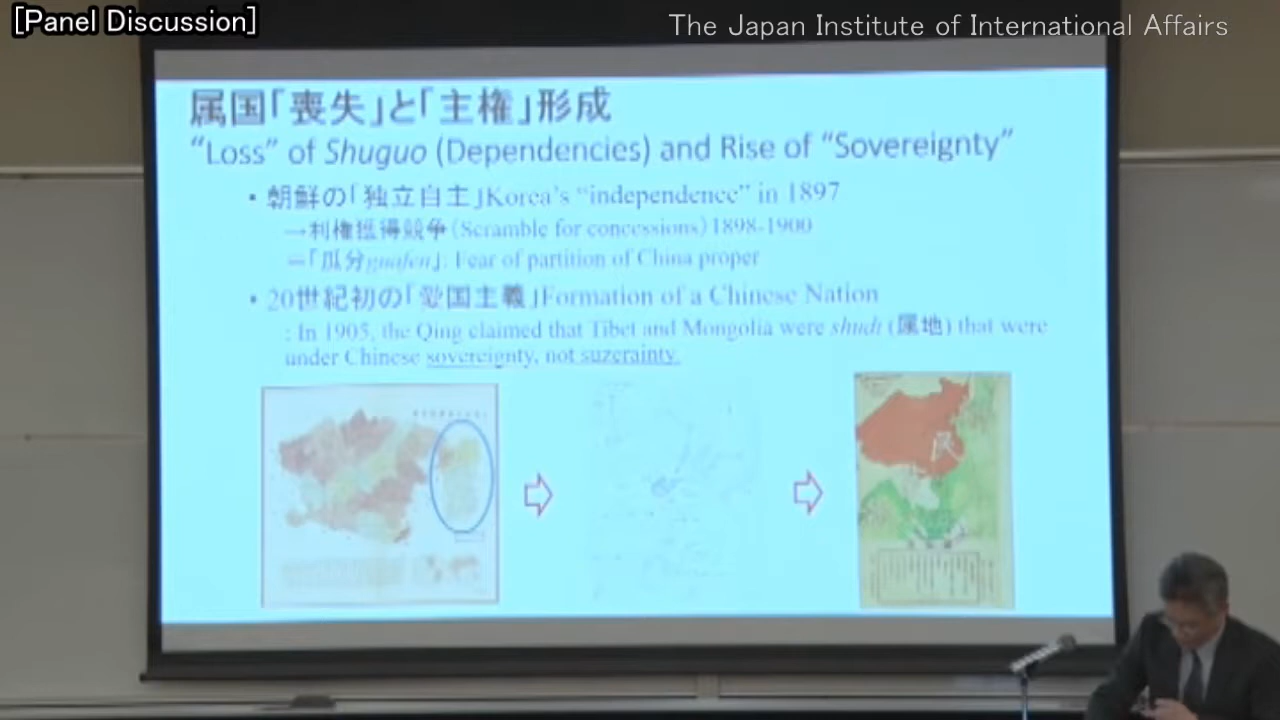 [Panel Discussion]
The Japan Institute of International Affairs
属国「喪失」と「主権」形成
“Loss” of Shuguo (Dependencies) and Rise of “Sovereignty”
• 朝鮮の「独立自主」Korea’s “independence” in 1897
→利権獲得競争(Scramble for concessions)1898-1900
=「瓜分guafen」: Fear of partition of China proper
• 20世紀初の「愛国主義」Formation of a Chinese Nation
: In 1905, the Qing claimed that Tibet and Mongolia were shudi (属地) that were
under Chinese sovereignty, not suzerainty.